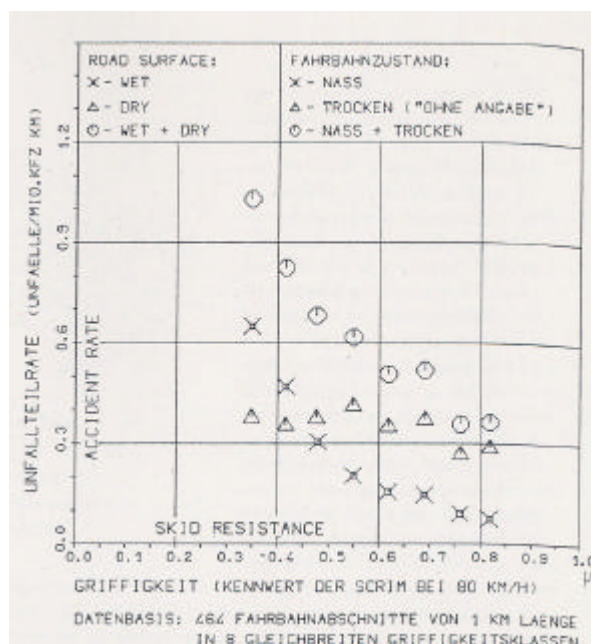 ROAD SURFACE:
× - WET
△ - DRY
○ - WET + DRY
FAHRBAHNZUSTAND:
× - NASS
△ - TROCKEN ("OHNE ANGABE")
○ - NASS + TROCKEN
UNFALLTEILRATE (UNFAELLE/MIO.KFZ KM)
ACCIDENT RATE
1.2
0.9
0.6
0.3
0.0
SKID RESISTANCE
0.0 0.1 0.2 0.3 0.4 0.5 0.6 0.7 0.8 0.9 1.0
μ
GRIFFIGKEIT (KENNWERT DER SCRIM BEI 80 KM/H)
DATENBASIS: 464 FAHRBAHNABSCHNITTE VON 1 KM LAENGE
IN 8 GLEICHBREITEN GRIFFIGKEITSKLASSEN